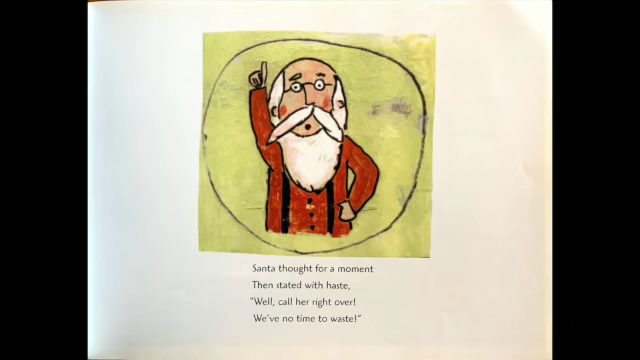 Santa thought for a moment
Then stated with haste,
“Well, call her right over!
We’ve no time to waste!”